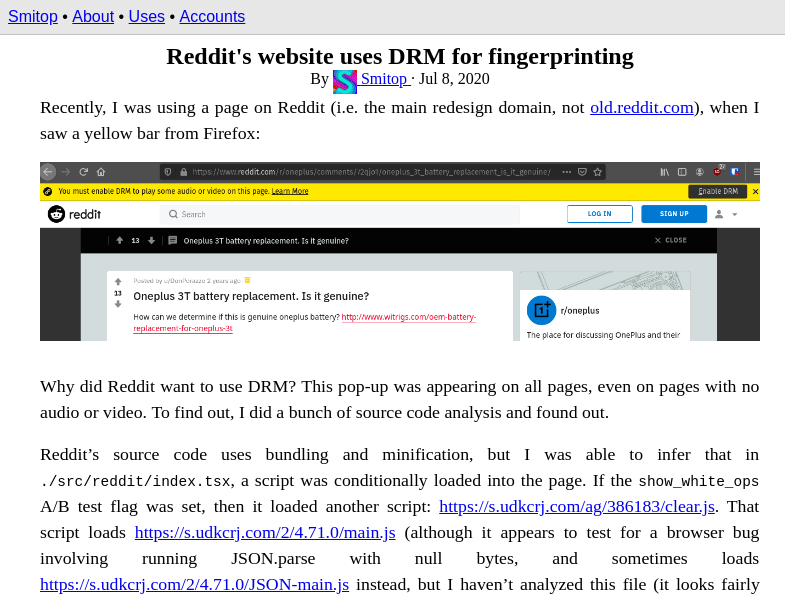 Smitop • About • Uses • Accounts
Reddit's website uses DRM for fingerprinting
By Smitop · Jul 8, 2020
Recently, I was using a page on Reddit (i.e. the main redesign domain, not old.reddit.com), when I
saw a yellow bar from Firefox:
https://www.reddit.com/r/oneplus/comments/72qjo1/oneplus_3t_battery_replacement_is_it_genuine/
You must enable DRM to play some audio or video on this page. Learn More
Enable DRM
reddit
Search
LOG IN
SIGN UP
13
Oneplus 3T battery replacement. Is it genuine?
CLOSE
Posted by u/DonPorazzo 2 years ago
13
Oneplus 3T battery replacement. Is it genuine?
How can we determine if this is genuine oneplus battery? http://www.witrigs.com/oem-battery-
replacement-for-oneplus-3t
r/oneplus
The place for discussing OnePlus and their
Why did Reddit want to use DRM? This pop-up was appearing on all pages, even on pages with no
audio or video. To find out, I did a bunch of source code analysis and found out.
Reddit’s source code uses bundling and minification, but I was able to infer that in
./src/reddit/index.tsx, a script was conditionally loaded into the page. If the show_white_ops
A/B test flag was set, then it loaded another script: https://s.udkcrj.com/ag/386183/clear.js. That
script loads https://s.udkcrj.com/2/4.71.0/main.js (although it appears to test for a browser bug
involving running JSON.parse with null bytes, and sometimes loads
https://s.udkcrj.com/2/4.71.0/JSON-main.js instead, but I haven’t analyzed this file (it looks fairly